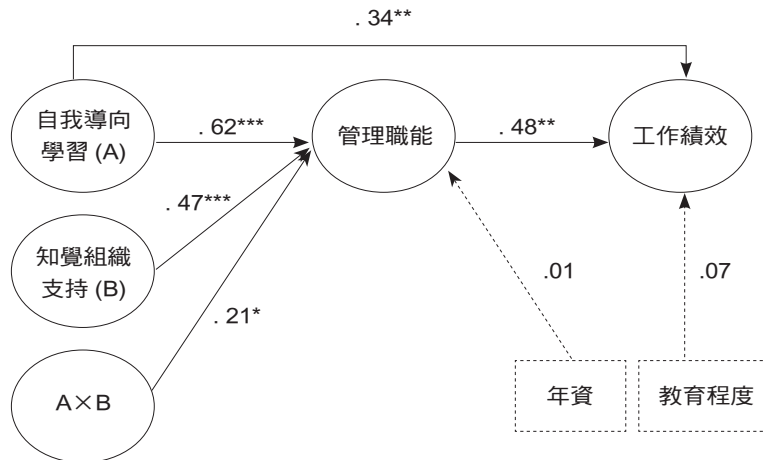 . 34**
自我導向
學習 (A)
. 62***
管理職能
. 48**
工作績效
. 47***
知覺組織
支持 (B)
.01
.07
. 21*
A×B
年資
教育程度